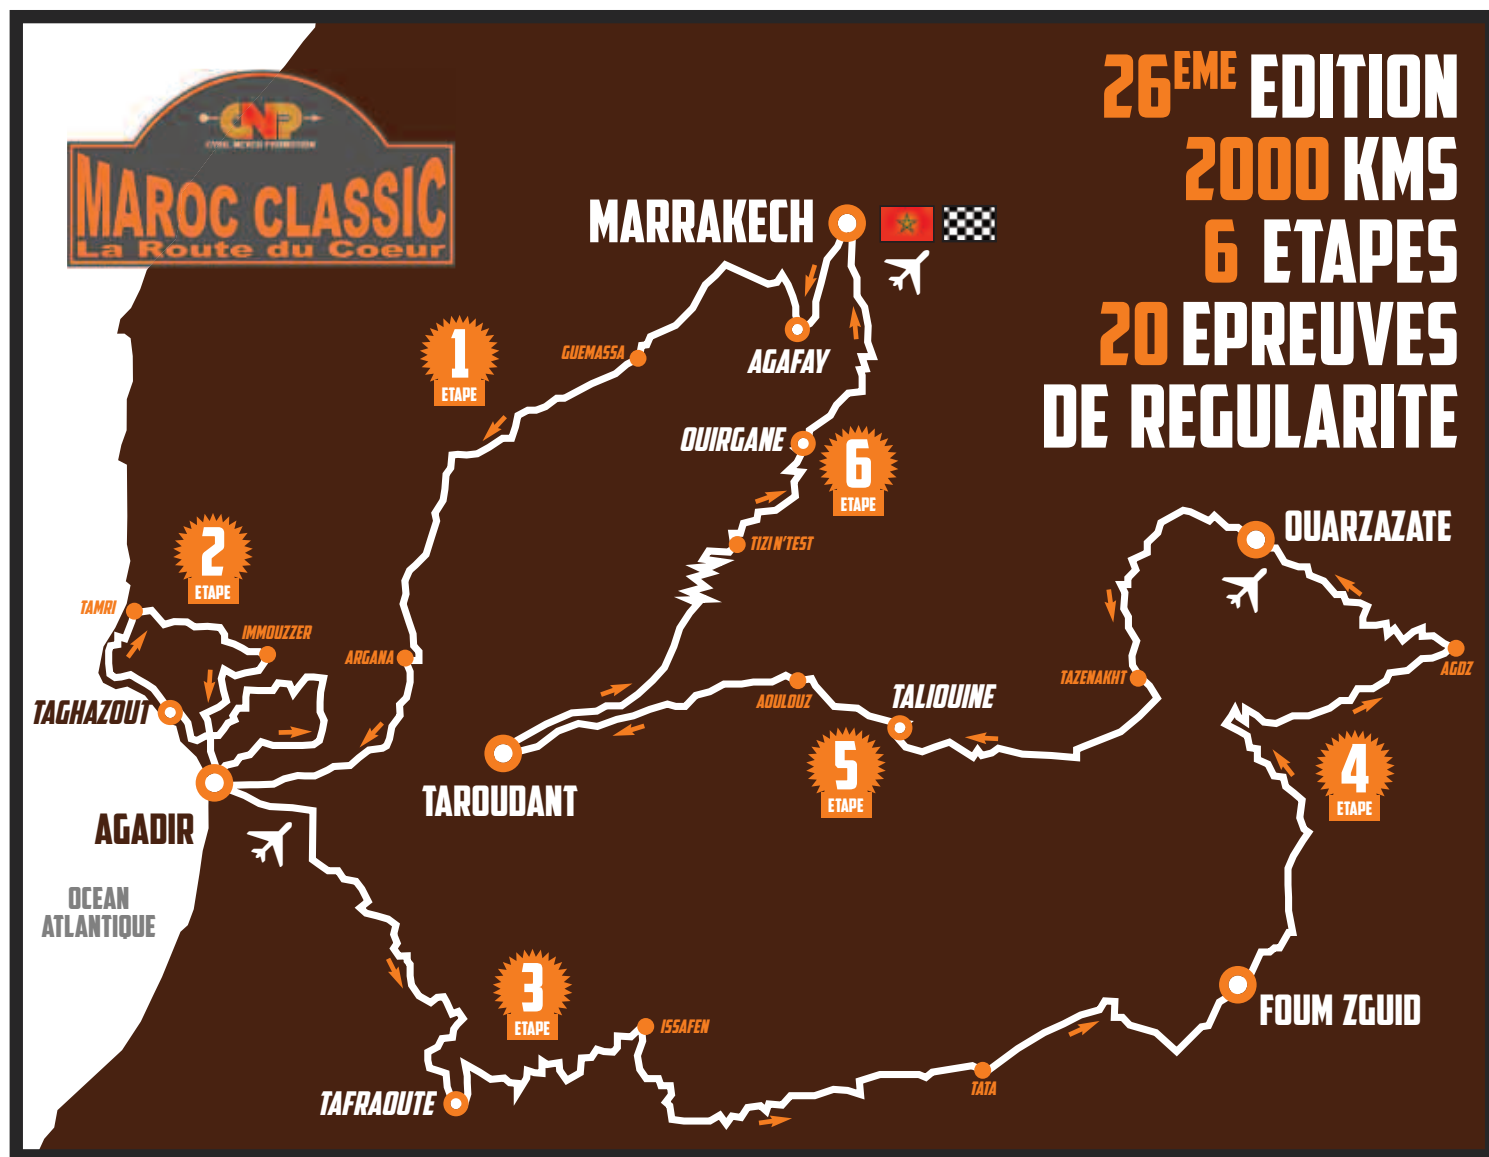 26EME EDITION
2000 KMS
6 ETAPES
20 EPREUVES
DE REGULARITE
CNP
MAROC CLASSIC
La Route du Coeur
MARRAKECH
AGAFAY
GUEMASSA
1
ETAPE
OUIRGANE
6
ETAPE
TIZI N'TEST
2
ETAPE
TAMRI
IMMOUZZER
ARGANA
TAGHAZOUT
AGADIR
OCEAN
ATLANTIQUE
TAROUDANT
AOULOUZ
TALIOUINE
5
ETAPE
OUARZAZATE
TAZENAKHT
AGDZ
4
ETAPE
FOUM ZGUID
3
ETAPE
ISSAFEN
TAFRAOUTE
TATA